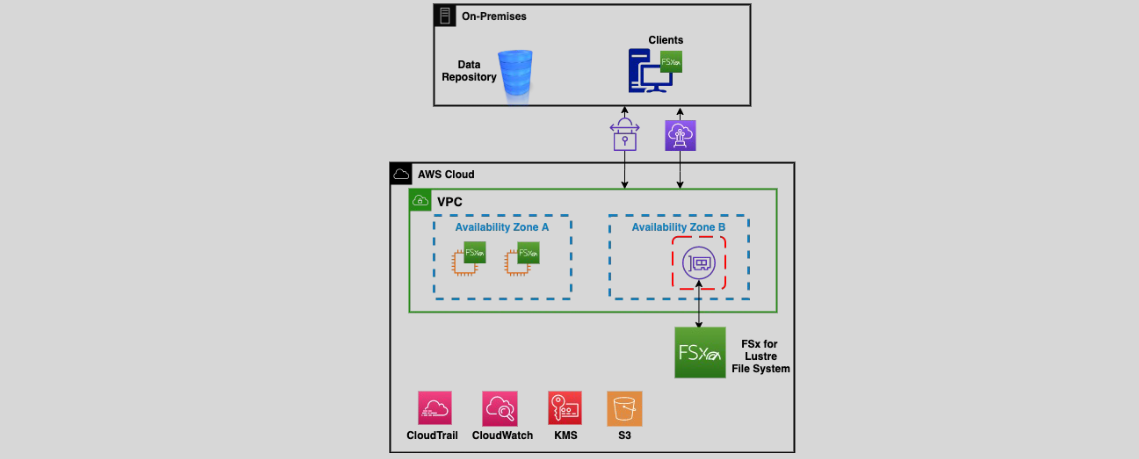 On-Premises
Clients
Data
Repository
FSx
AWS Cloud
VPC
Availability Zone A
Availability Zone B
FSx
FSx
FSx
FSx for
Lustre
File System
CloudTrail
CloudWatch
KMS
S3